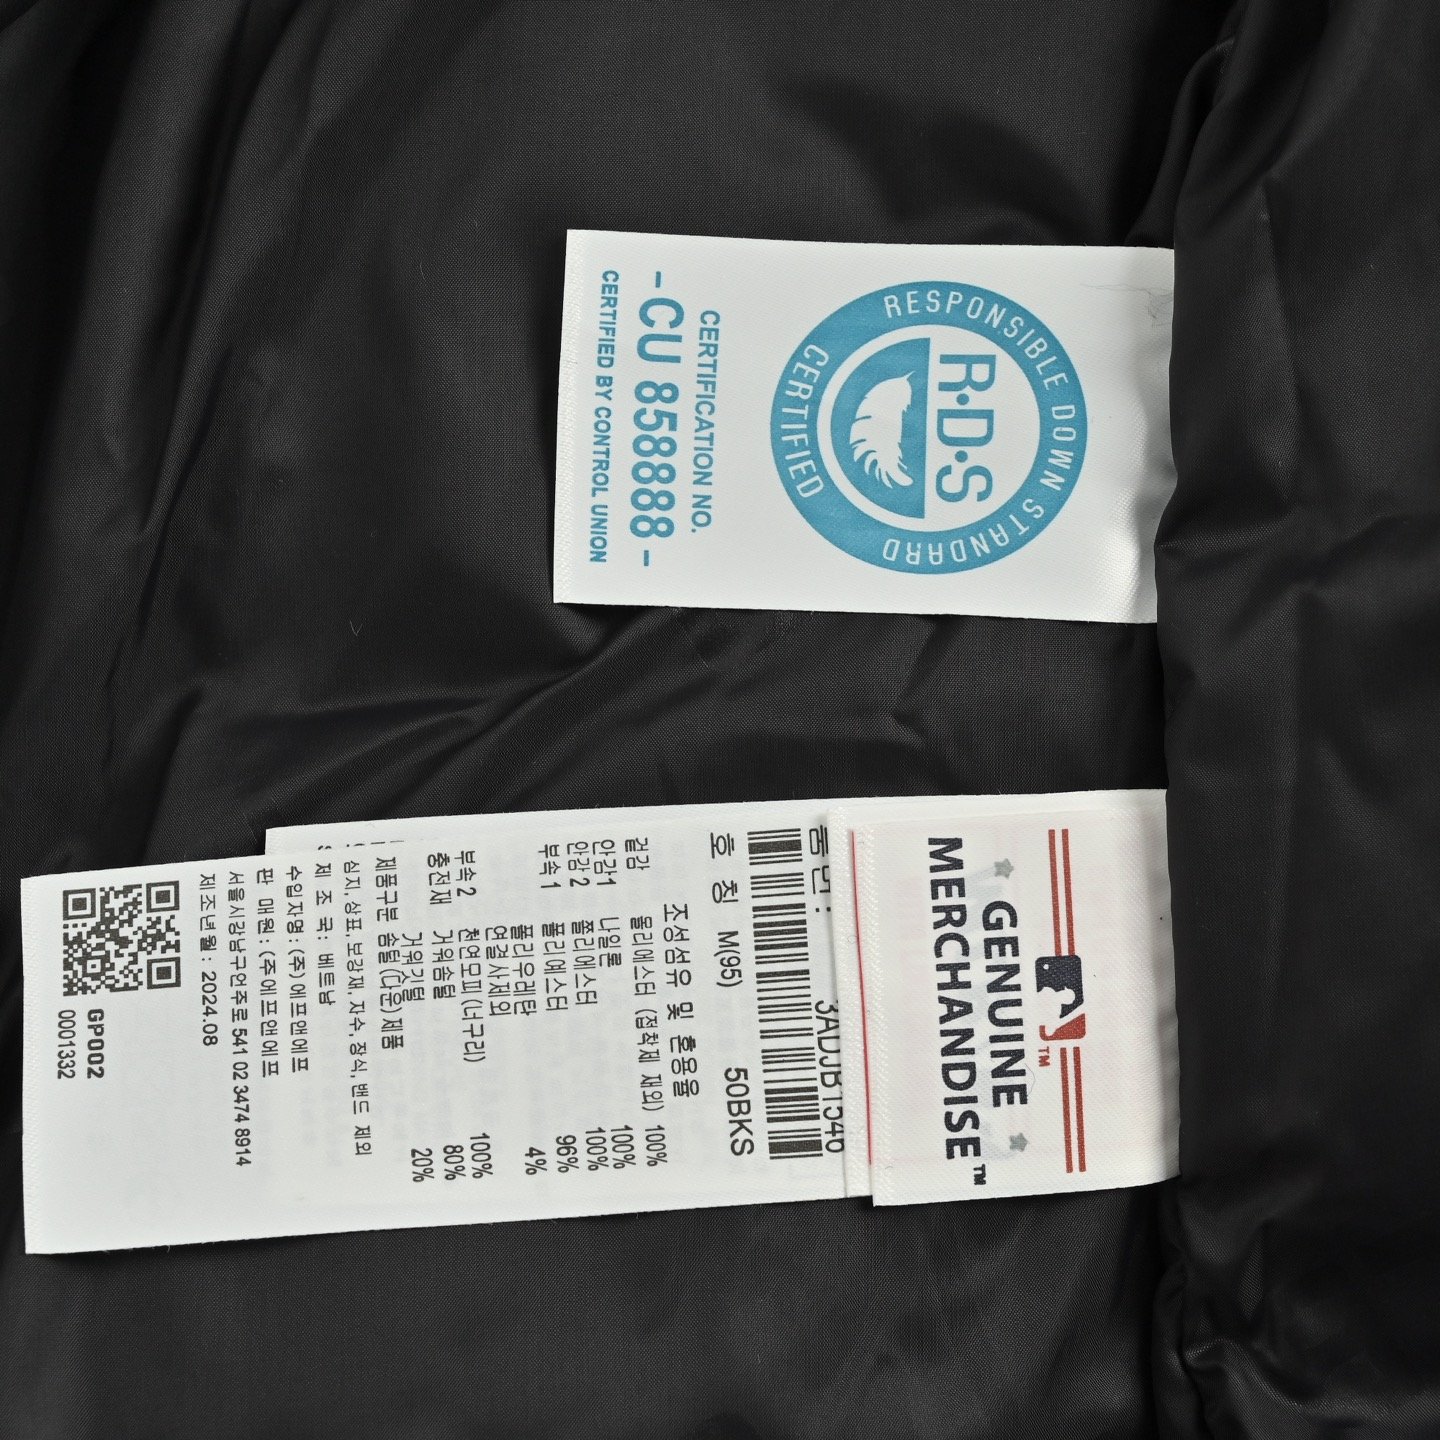 RESPONSIBLE DOWN STANDARD
CERTIFIED
R·D·S
CERTIFICATION NO.
-CU 858888-
CERTIFIED BY CONTROL UNION
TM
GENUINE
MERCHANDISE™
품번: 3ADJB1546
호 칭 M(95) 50BKS
조성섬유 및 혼용율
겉감 폴리에스터 (접착제 제외) 100%
안감1 나일론 100%
안감2 폴리에스터 100%
부속1 폴리에스터 96%
폴리우레탄 4%
연결사제외
부속2 천연모피(너구리) 100%
충전재 거위솜털 80%
거위깃털 20%
제품구분 솜털(다운) 제품
심지, 상표, 보강재, 자수, 장식, 밴드 제외
제 조 국: 베트남
수입자명: (주)에프앤에프
판 매원: (주에프앤에프
서울시강남구언주로 541 02 3474 8914
제조년월: 2024.08
GP002
0001332